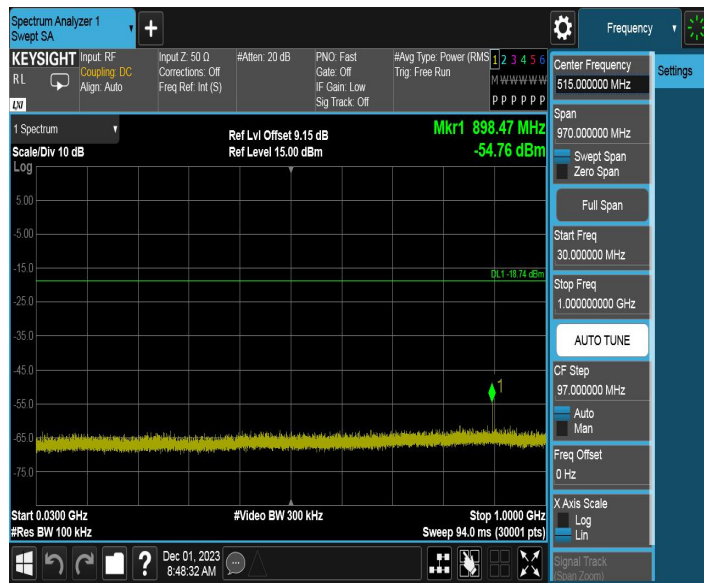 Spectrum Analyzer 1
Swept SA
+
Frequency
KEYSIGHT
RL
LXI
Input: RF
Coupling: DC
Align: Auto
Input Z: 50 Ω
Corrections: Off
Freq Ref: Int (S)
#Atten: 20 dB
PNO: Fast
Gate: Off
IF Gain: Low
Sig Track: Off
#Avg Type: Power (RMS
Trig: Free Run
1 2 3 4 5 6
M W W W W W
P P P P P P
Center Frequency
515.000000 MHz
Settings
Span
970.000000 MHz
Swept Span
Zero Span
Full Span
Start Freq
30.000000 MHz
Stop Freq
1.000000000 GHz
AUTO TUNE
CF Step
97.000000 MHz
Auto
Man
Freq Offset
0 Hz
X Axis Scale
Log
Lin
Signal Track
(Span Zoom)
1 Spectrum
Scale/Div 10 dB
Ref Lvl Offset 9.15 dB
Ref Level 15.00 dBm
Mkr1 898.47 MHz
-54.76 dBm
Log
5.00
-5.00
-15.0
DL1 -18.74 dBm
-25.0
-35.0
-45.0
1
-55.0
-65.0
-75.0
Start 0.0300 GHz
#Res BW 100 kHz
#Video BW 300 kHz
Stop 1.0000 GHz
Sweep 94.0 ms (30001 pts)
?
Dec 01, 2023
8:48:32 AM